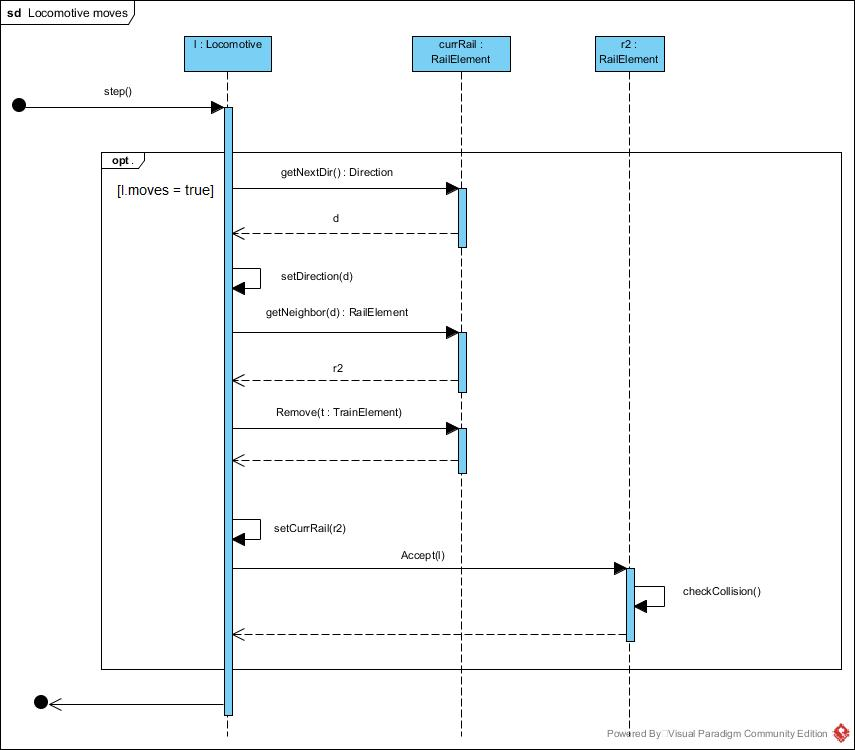 sd Locomotive moves
l : Locomotive
currRail :
RailElement
r2 :
RailElement
step()
opt .
[l.moves = true]
getNextDir() : Direction
d
setDirection(d)
getNeighbor(d) : RailElement
r2
Remove(t : TrainElement)
setCurrRail(r2)
Accept(l)
checkCollision()
Powered By Visual Paradigm Community Edition